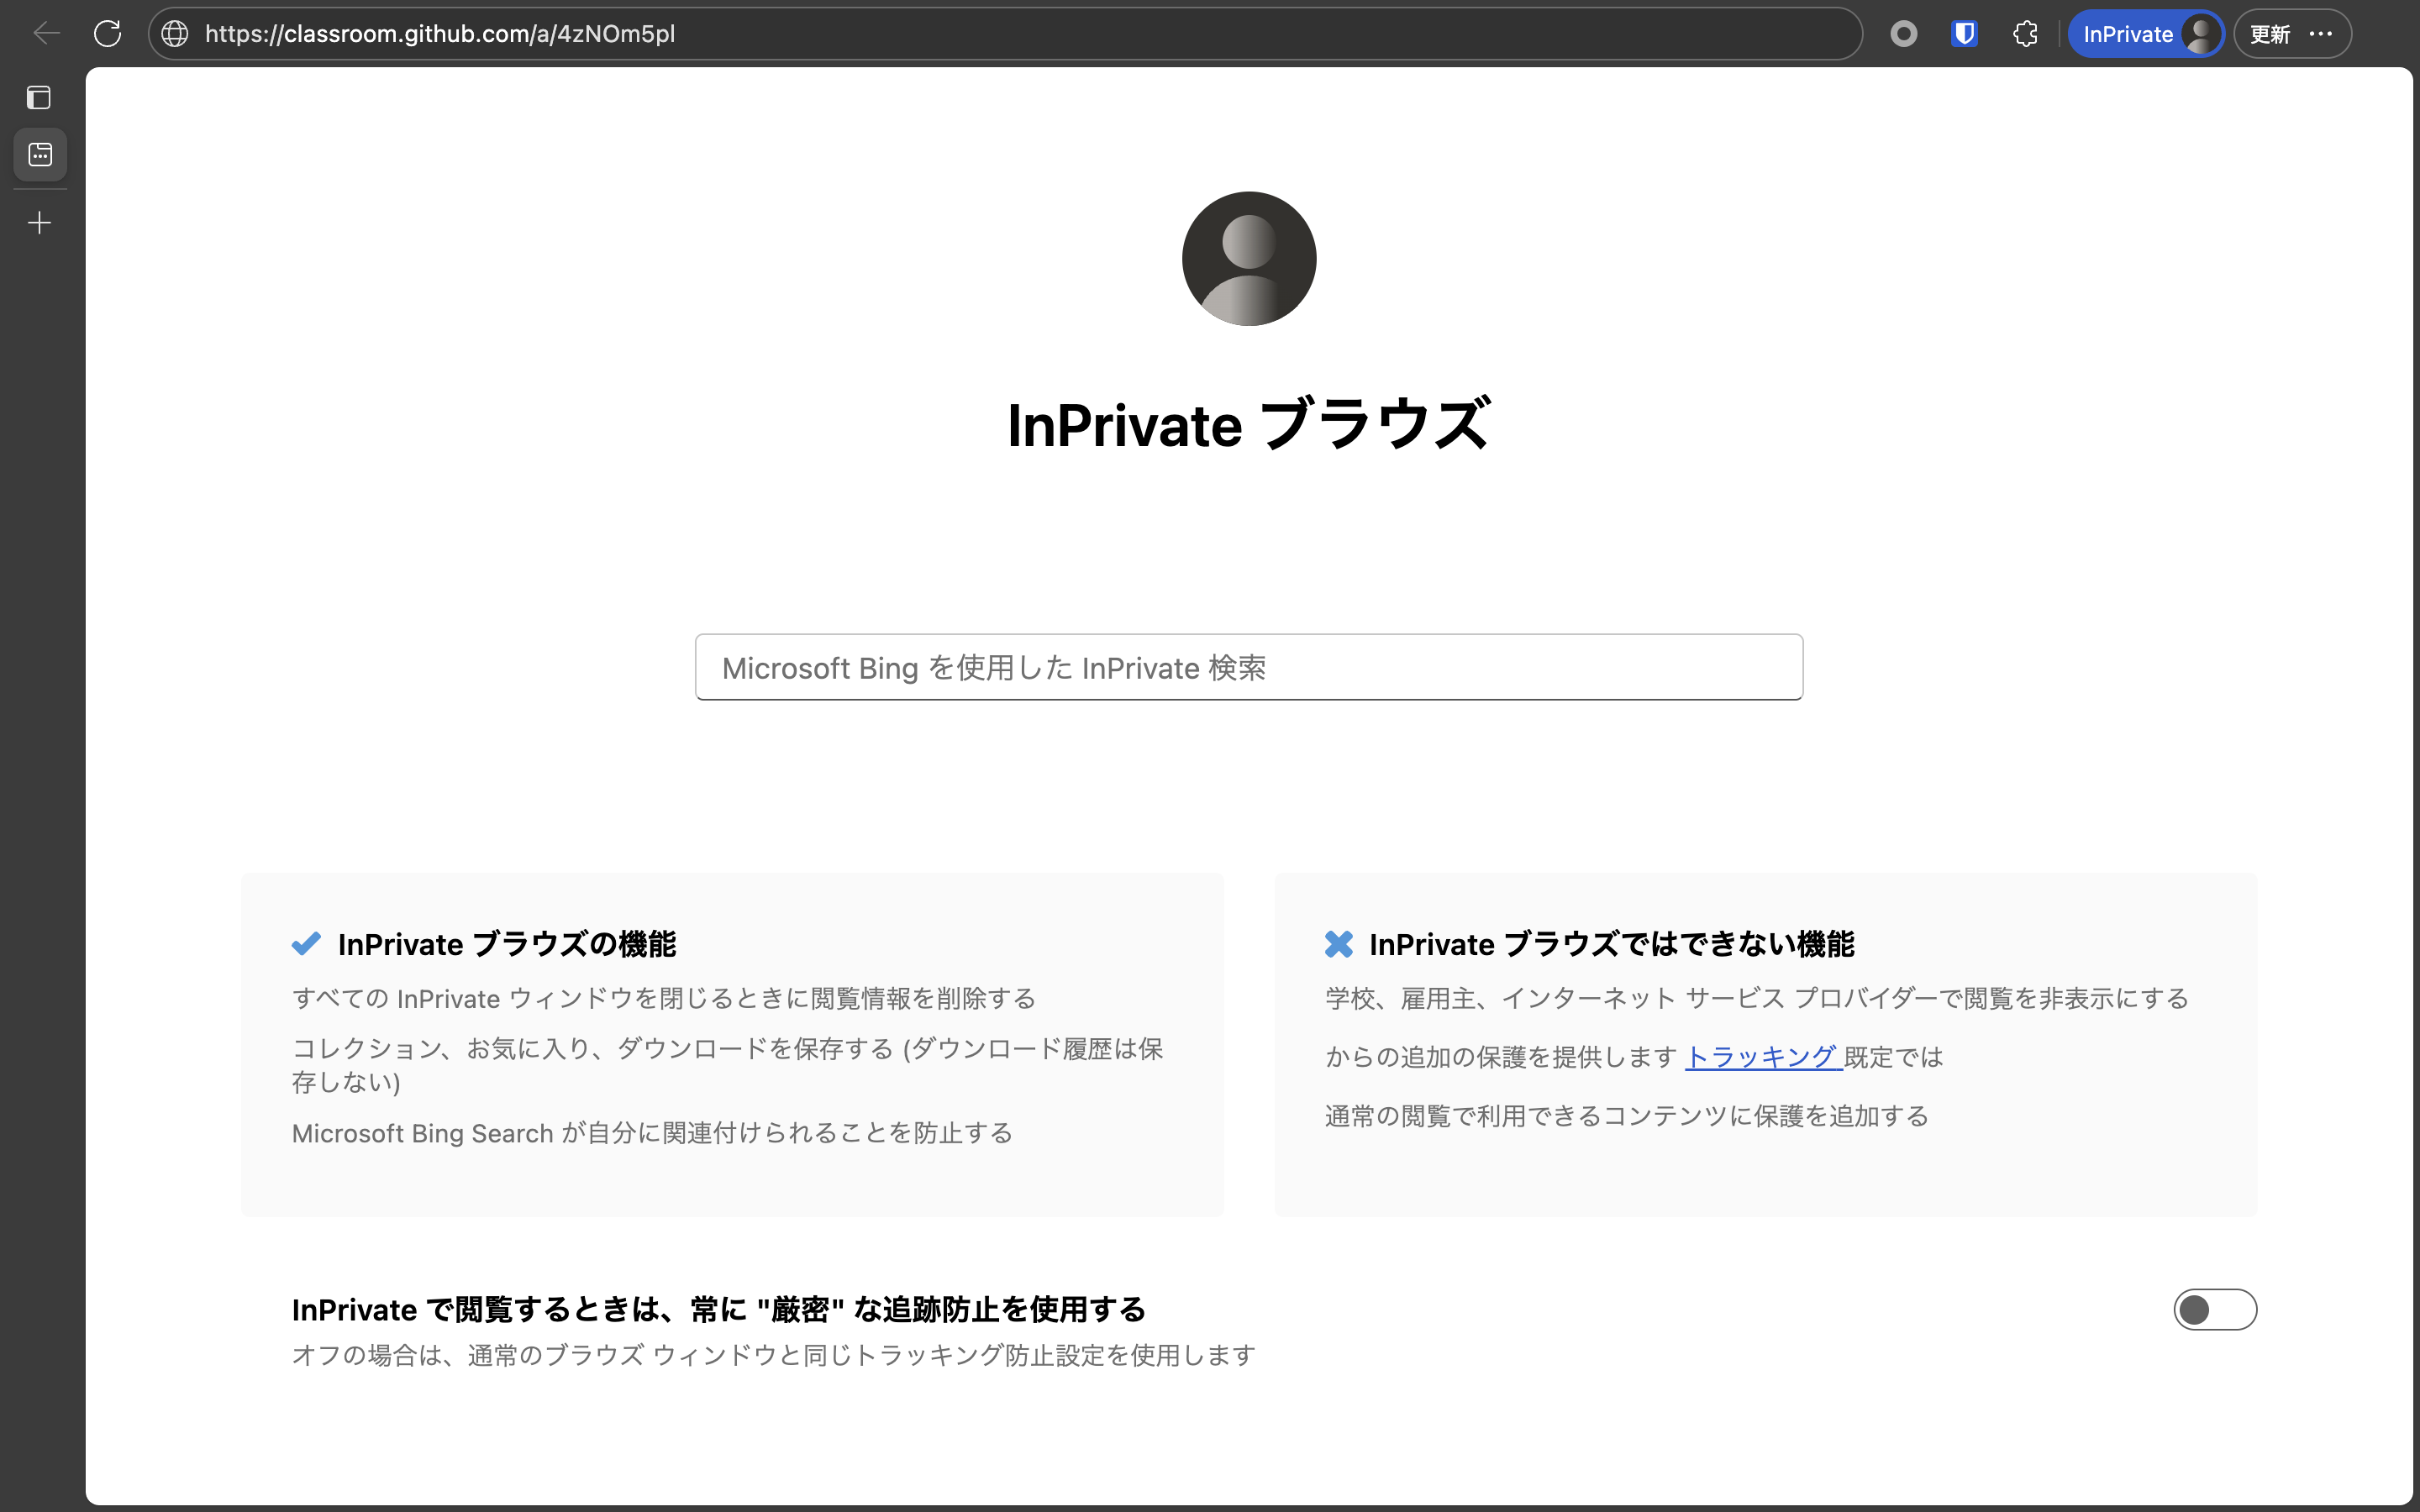 https://classroom.github.com/a/4zNOm5pl
InPrivate
更新
InPrivate ブラウズ
Microsoft Bing を使用した InPrivate 検索
InPrivate ブラウズの機能
すべての InPrivate ウィンドウを閉じるときに閲覧情報を削除する
コレクション、お気に入り、ダウンロードを保存する (ダウンロード履歴は保
存しない)
Microsoft Bing Search が自分に関連付けられることを防止する
InPrivate ブラウズではできない機能
学校、雇用主、インターネット サービス プロバイダーで閲覧を非表示にする
からの追加の保護を提供します トラッキング 既定では
通常の閲覧で利用できるコンテンツに保護を追加する
InPrivate で閲覧するときは、常に "厳密" な追跡防止を使用する
オフの場合は、通常のブラウズ ウィンドウと同じトラッキング防止設定を使用します